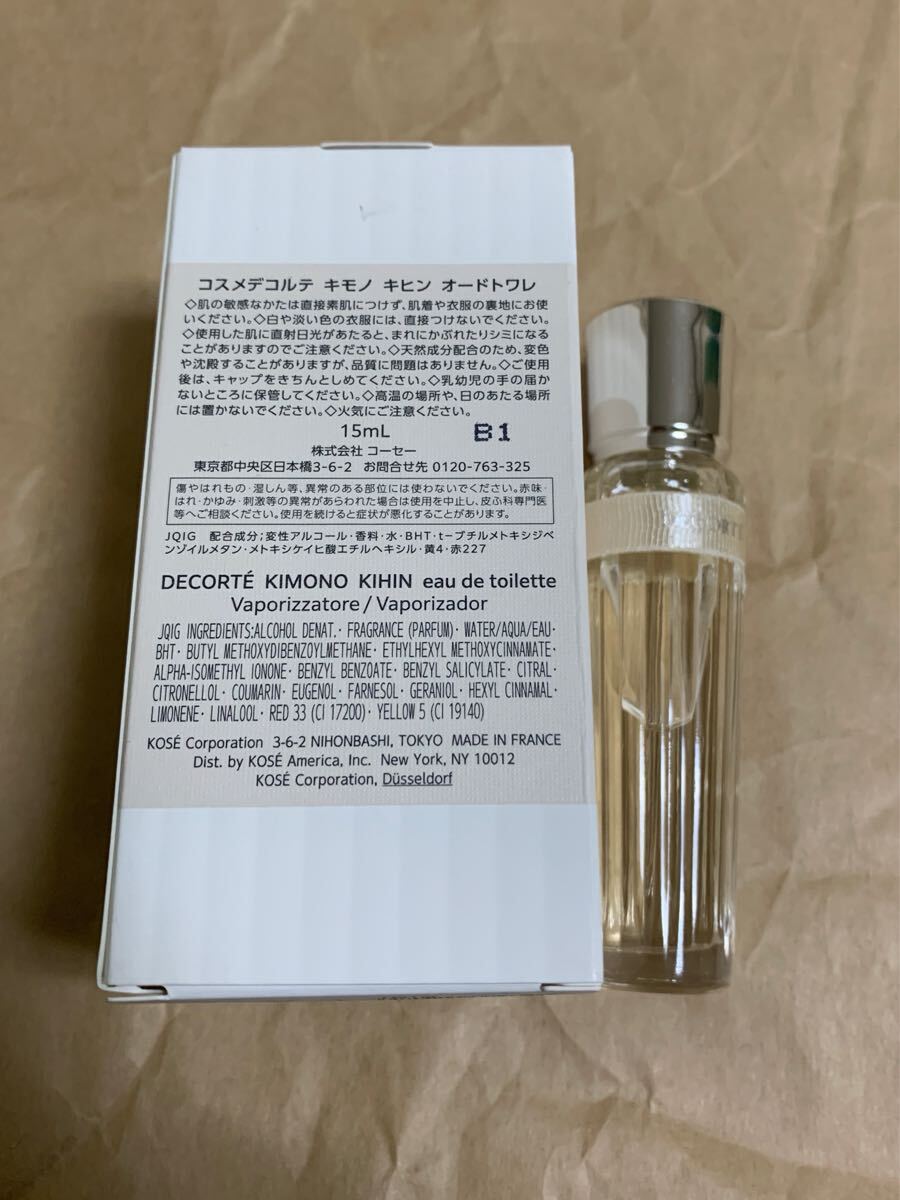 コスメデコルテ キモノ キヒン オードトワレ
◇肌の敏感なかたは直接素肌につけず、肌着や衣服の裏地にお使
いください。◇白や淡い色の衣服には、直接つけないでください。
◇使用した肌に直射日光があたると、まれにかぶれたりシミになる
ことがありますのでご注意ください。◇天然成分配合のため、変色
や沈殿することがありますが、品質に問題はありません。◇ご使用
後は、キャップをきちんとしめてください。◇乳幼児の手の届か
ないところに保管してください。◇高温の場所や、日のあたる場所
には置かないでください。◇火気にご注意ください。
15mL B1
株式会社 コーセー
東京都中央区日本橋3-6-2 お問合せ先 0120-763-325
傷やはれもの・湿しん等、異常のある部位には使わないでください。赤味・
はれ・かゆみ・刺激等の異常があらわれた場合は使用を中止し、皮ふ科専門医
等へご相談ください。使用を続けると症状が悪化することがあります。
JQIG 配合成分;変性アルコール・香料・水・BHT・t-ブチルメトキシジベ
ンゾイルメタン・メトキシケイヒ酸エチルヘキシル・黄4・赤227
DECORTÉ KIMONO KIHIN eau de toilette
Vaporizzatore / Vaporizador
JQIG INGREDIENTS:ALCOHOL DENAT.・FRAGRANCE (PARFUM)・WATER/AQUA/EAU・
BHT・BUTYL METHOXYDIBENZOYLMETHANE・ETHYLHEXYL METHOXYCINNAMATE・
ALPHA-ISOMETHYL IONONE・BENZYL BENZOATE・BENZYL SALICYLATE・CITRAL・
CITRONELLOL・COUMARIN・EUGENOL・FARNESOL・GERANIOL・HEXYL CINNAMAL・
LIMONENE・LINALOOL・RED 33 (CI 17200)・YELLOW 5 (CI 19140)
KOSÉ Corporation 3-6-2 NIHONBASHI, TOKYO MADE IN FRANCE
Dist. by KOSÉ America, Inc. New York, NY 10012
KOSÉ Corporation, Düsseldorf